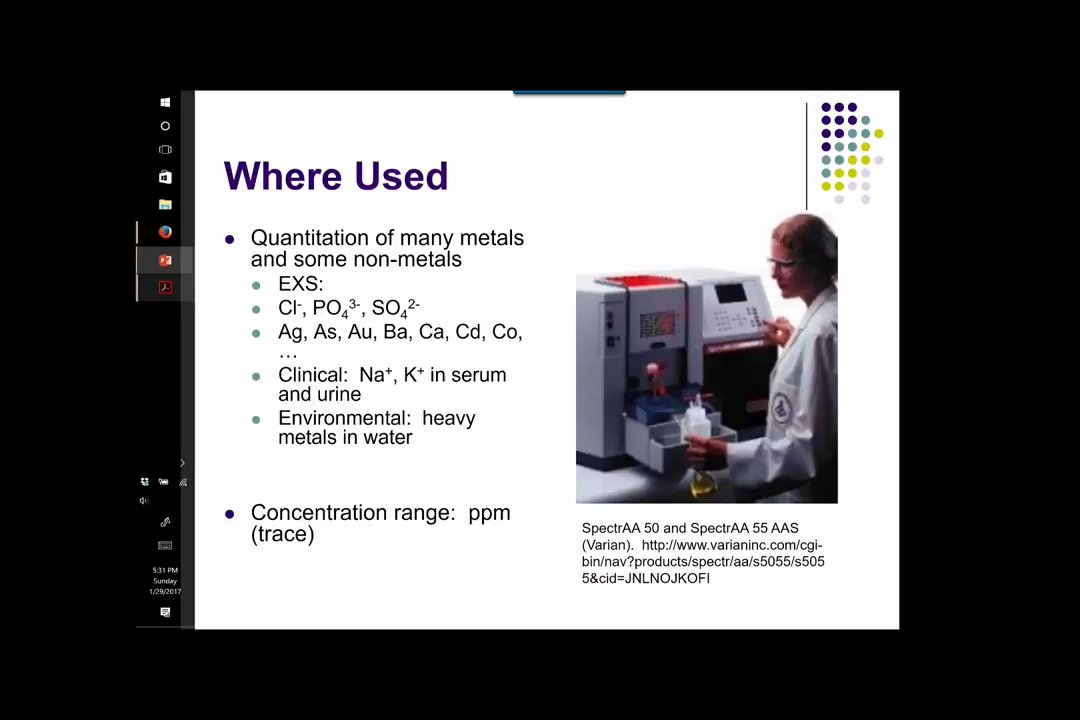 Where Used
Quantitation of many metals
and some non-metals
EXS:
Cl⁻, PO₄³⁻, SO₄²⁻
Ag, As, Au, Ba, Ca, Cd, Co,
…
Clinical:  Na⁺, K⁺ in serum
and urine
Environmental:  heavy
metals in water
Concentration range:  ppm
(trace)
SpectrAA 50 and SpectrAA 55 AAS
(Varian).  http://www.varianinc.com/cgi-
bin/nav?products/spectr/aa/s5055/s505
5&cid=JNLNOJKOFI
5:31 PM
Sunday
1/29/2017